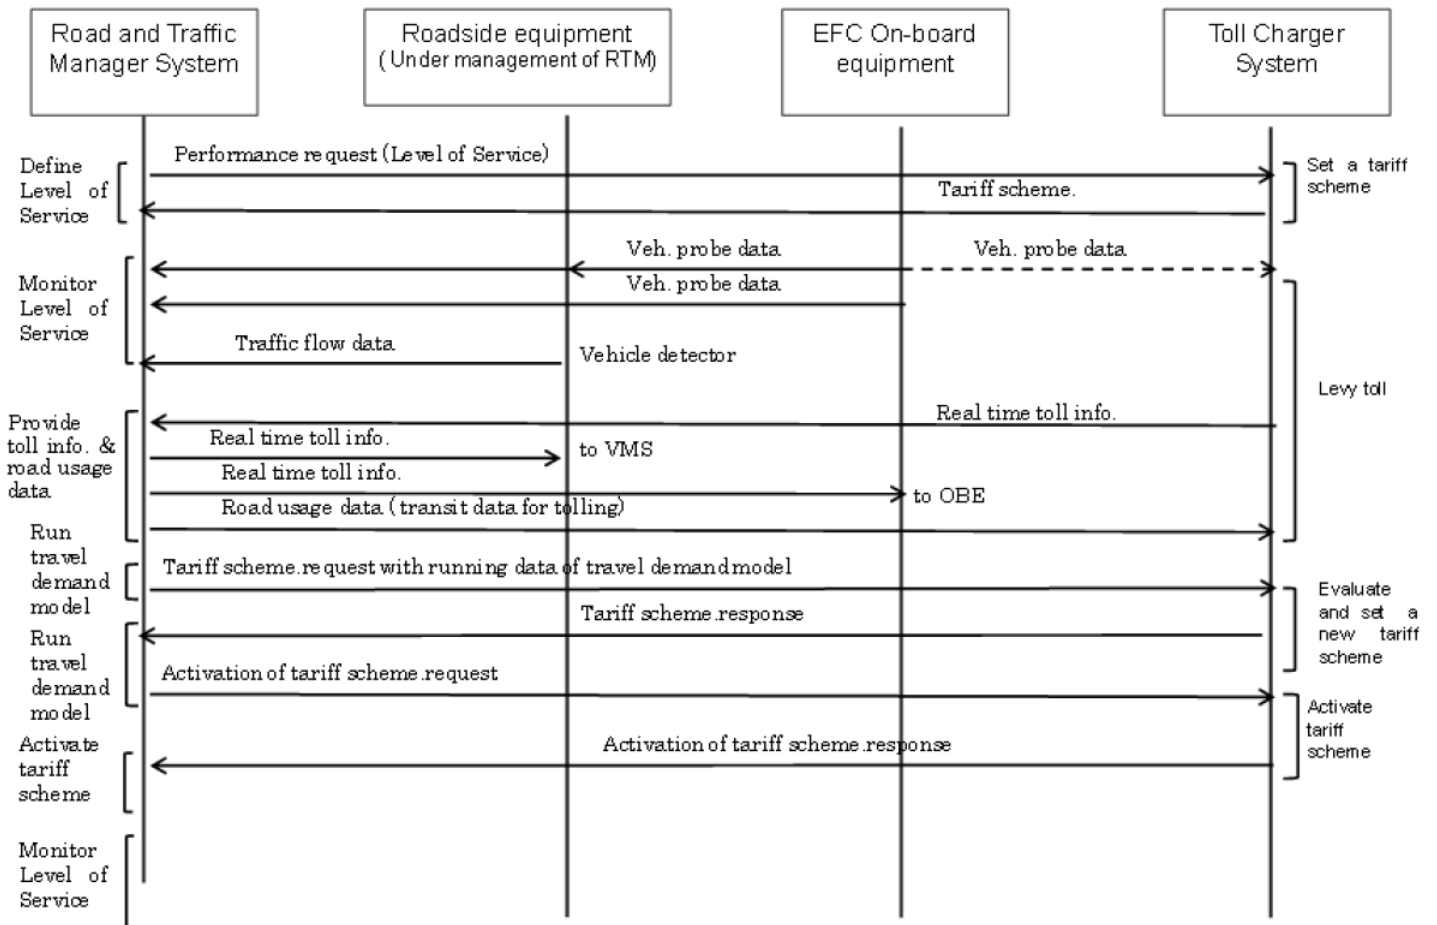 Road and Traffic
Manager System
Roadside equipment
(Under management of RTM)
EFC On-board
equipment
Toll Charger
System
Define
Level of
Service
Performance request (Level of Service)
Tariff scheme.
Set a tariff
scheme
Monitor
Level of
Service
Veh. probe data
Veh. probe data
Veh. probe data
Traffic flow data
Vehicle detector
Levy toll
Provide
toll info. &
road usage
data
Real time toll info.
Real time toll info.
to VMS
Real time toll info.
to OBE
Road usage data (transit data for tolling)
Run
travel
demand
model
Tariff scheme.request with running data of travel demand model
Tariff scheme.response
Evaluate
and set a
new tariff
scheme
Run
travel
demand
model
Activation of tariff scheme.request
Activate
tariff
scheme
Activate
tariff
scheme
Activation of tariff scheme.response
Monitor
Level of
Service